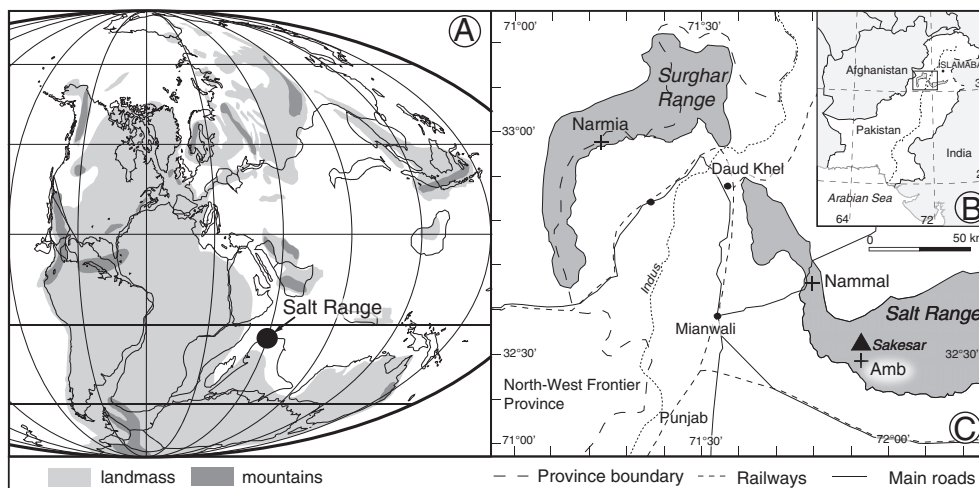 A
Salt Range
71°00'
71°30'
Surghar
Range
33°00'
Narmia
Daud Khel
Indus
Nammal
Mianwali
Salt Range
Sakesar
32°30'
Amb
32°30'
North-West Frontier
Province
Punjab
71°00'
71°30'
72°00'
C
Afghanistan
ISLAMABA
Pakistan
India
Arabian Sea
64
72
B
0 50 km
landmass
mountains
Province boundary
Railways
Main roads